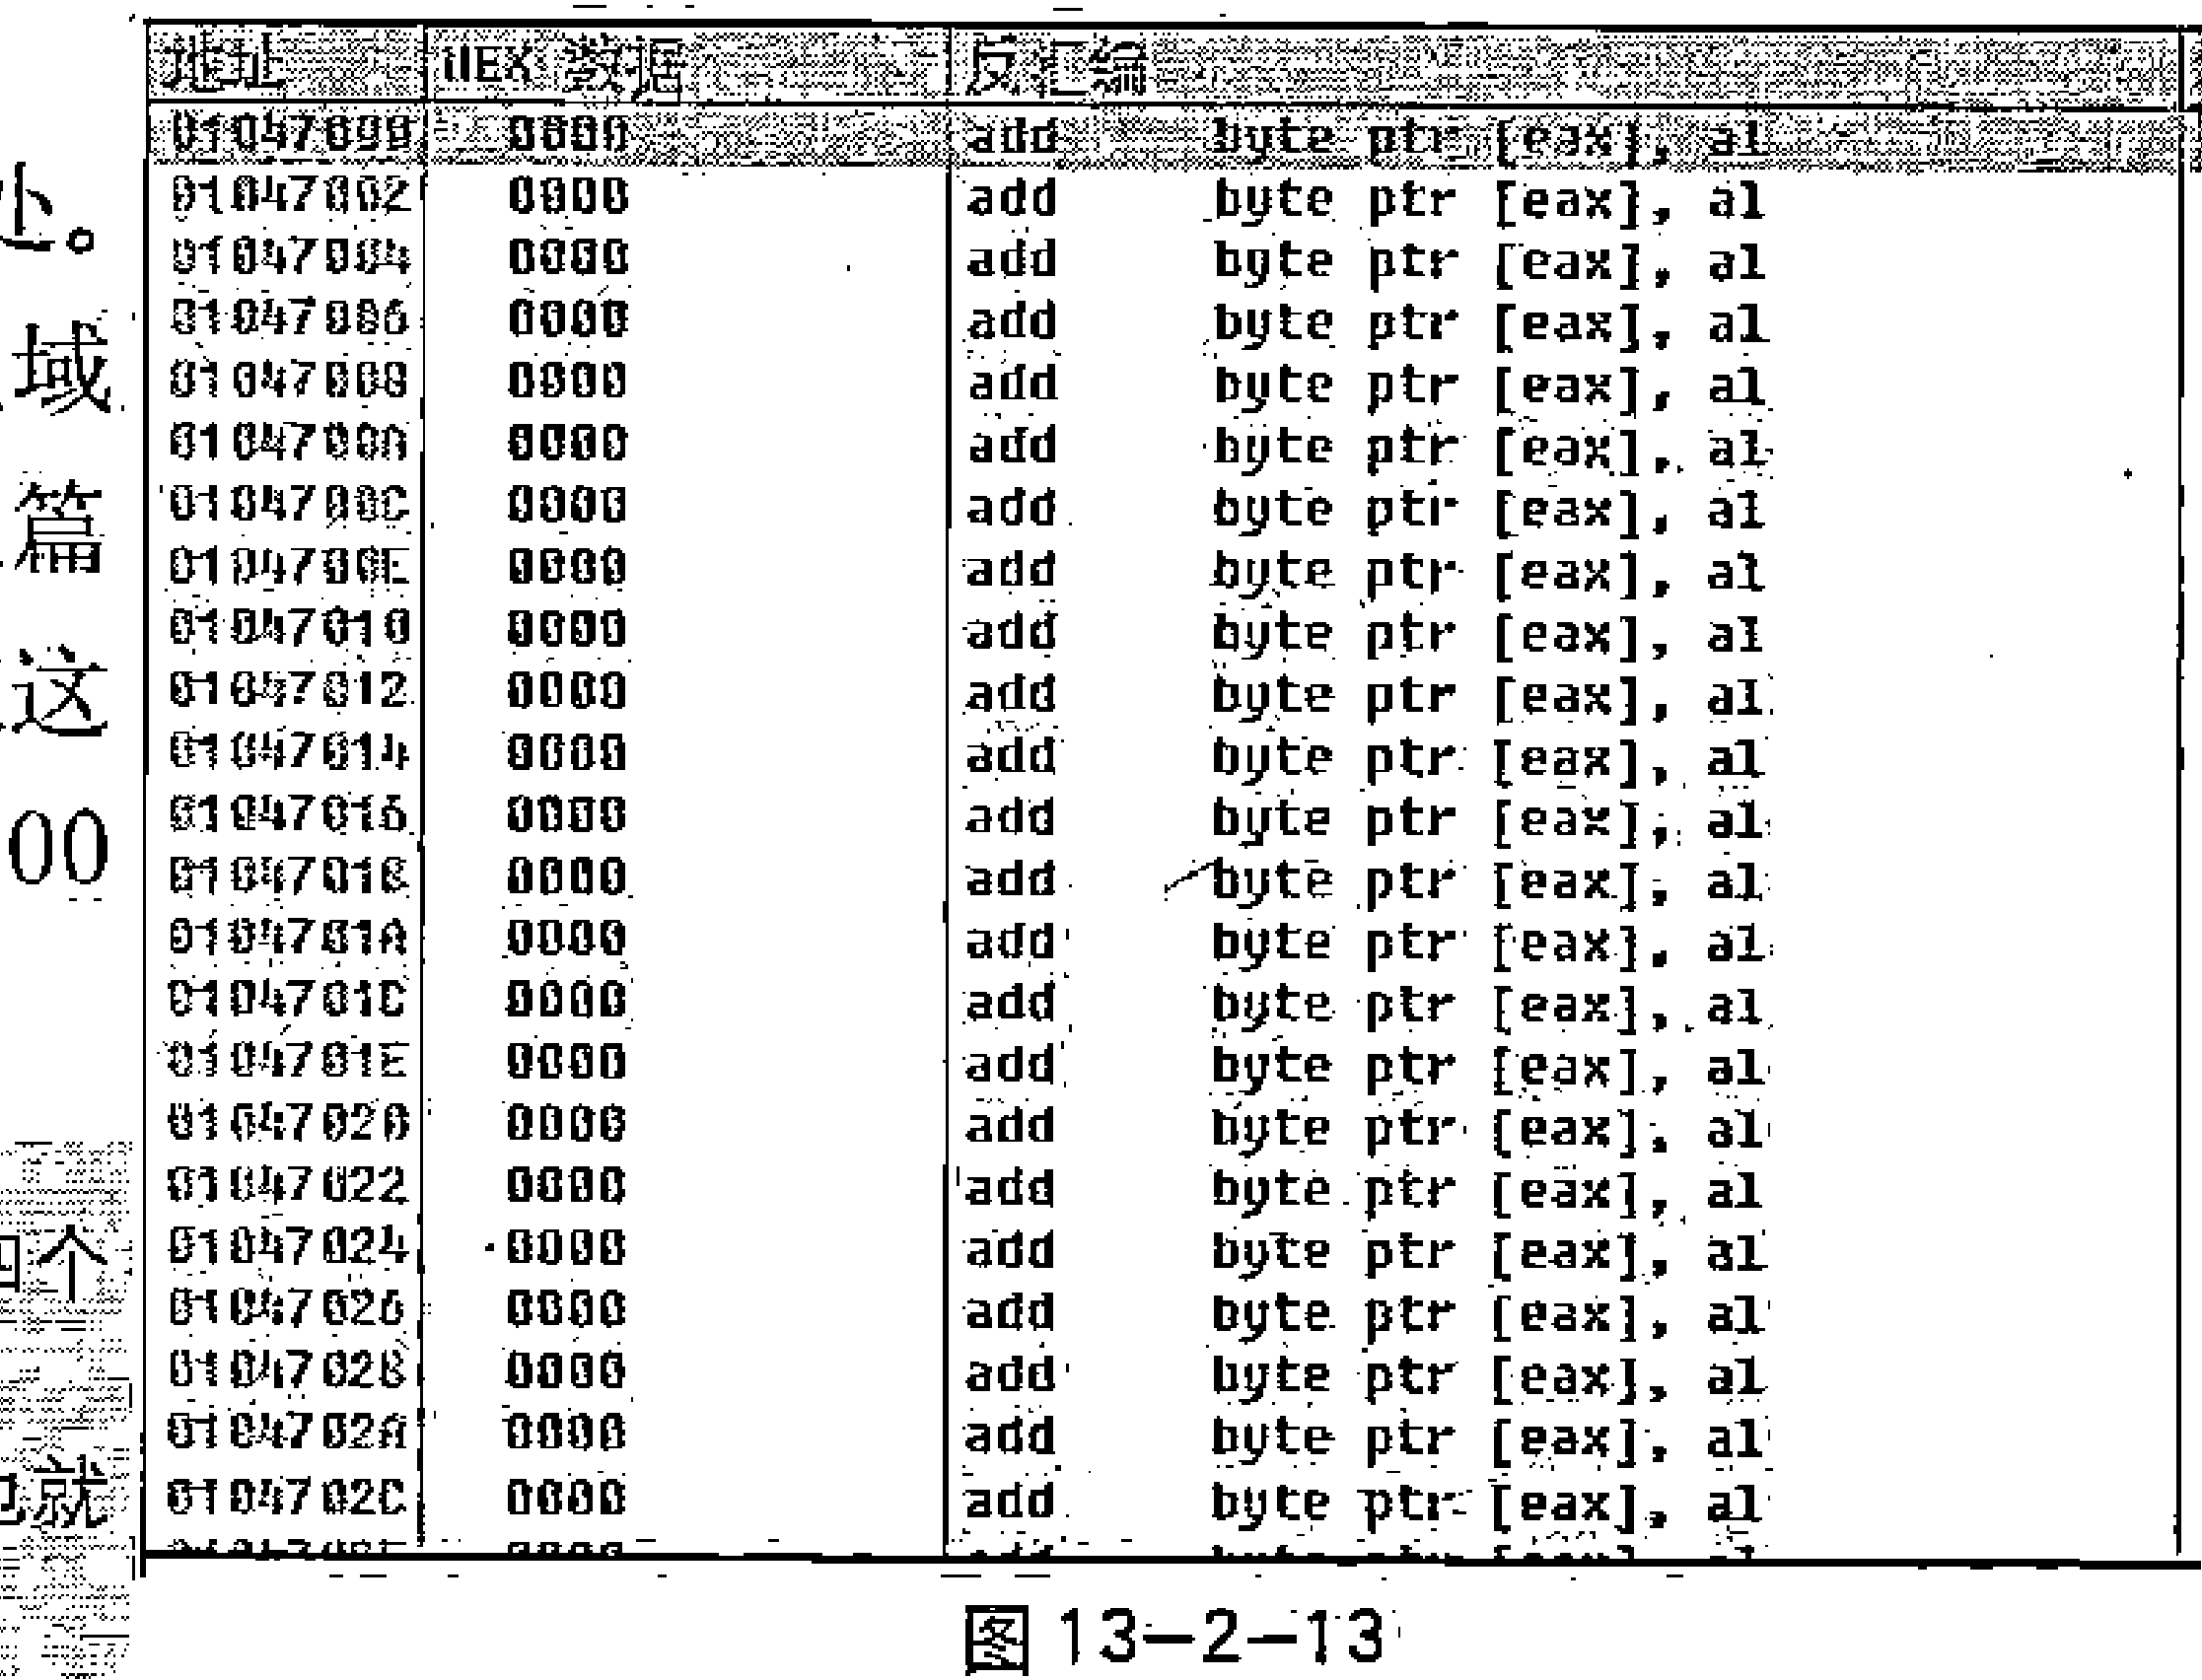 地址 HEX 数据 反汇编
01047000 0000 add byte ptr [eax], al
01047002 0000 add byte ptr [eax], al
01047004 0000 add byte ptr [eax], al
01047006 0000 add byte ptr [eax], al
01047008 0000 add byte ptr [eax], al
0104700A 0000 add byte ptr [eax], al
0104700C 0000 add byte ptr [eax], al
0104700E 0000 add byte ptr [eax], al
01047010 0000 add byte ptr [eax], al
01047012 0000 add byte ptr [eax], al
01047014 0000 add byte ptr [eax], al
01047016 0000 add byte ptr [eax], al
01047018 0000 add byte ptr [eax], al
0104701A 0000 add byte ptr [eax], al
0104701C 0000 add byte ptr [eax], al
0104701E 0000 add byte ptr [eax], al
01047020 0000 add byte ptr [eax], al
01047022 0000 add byte ptr [eax], al
01047024 0000 add byte ptr [eax], al
01047026 0000 add byte ptr [eax], al
01047028 0000 add byte ptr [eax], al
0104702A 0000 add byte ptr [eax], al
0104702C 0000 add byte ptr [eax], al
图 13-2-13
域
篇
这
00
个
就